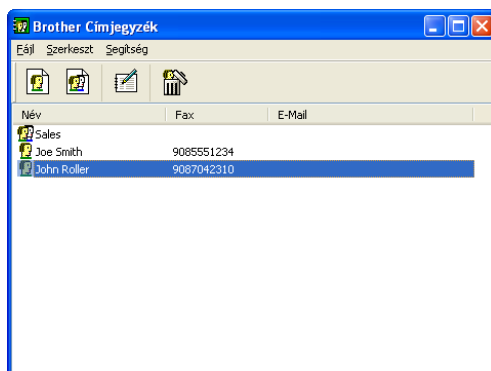 Brother Címjegyzék
Fájl Szerkeszt Segítség
Név Fax E-Mail
Sales
Joe Smith 9085551234
John Roller 9087042310